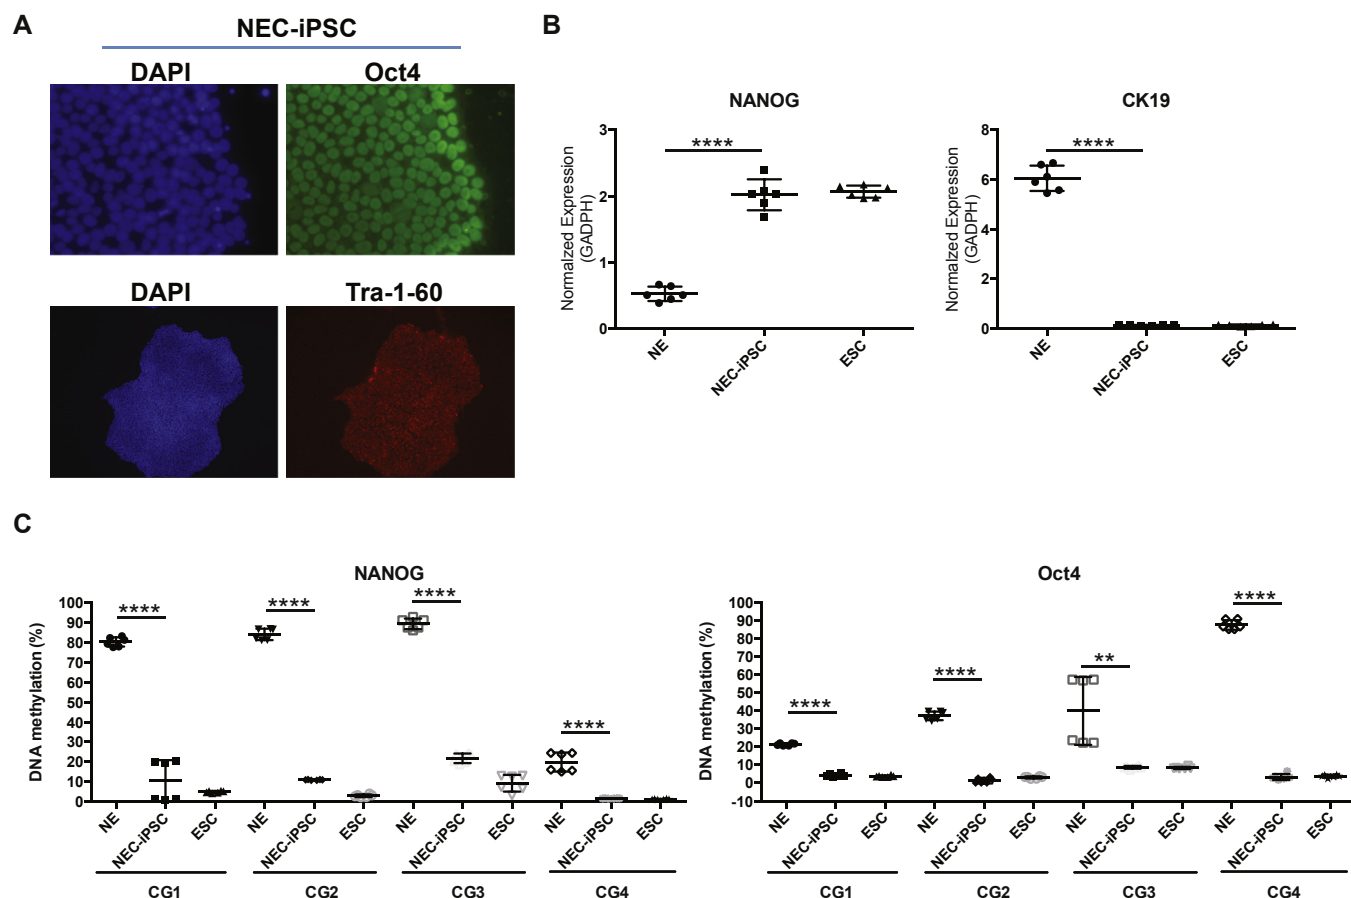 A
NEC-iPSC
DAPI
Oct4
DAPI
Tra-1-60
B
NANOG
Normalized Expression
(GADPH)
3
2
1
0
****
NE
NEC-iPSC
ESC
CK19
Normalized Expression
(GADPH)
8
6
4
2
0
****
NE
NEC-iPSC
ESC
C
NANOG
DNA methylation (%)
100
90
80
70
60
50
40
30
20
10
0
****
****
****
****
NE
NEC-iPSC
ESC
NE
NEC-iPSC
ESC
NE
NEC-iPSC
ESC
NE
NEC-iPSC
ESC
CG1
CG2
CG3
CG4
Oct4
DNA methylation (%)
100
90
80
70
60
50
40
30
20
10
0
-10
****
****
**
****
NE
NEC-iPSC
ESC
NE
NEC-iPSC
ESC
NE
NEC-iPSC
ESC
NE
NEC-iPSC
ESC
CG1
CG2
CG3
CG4